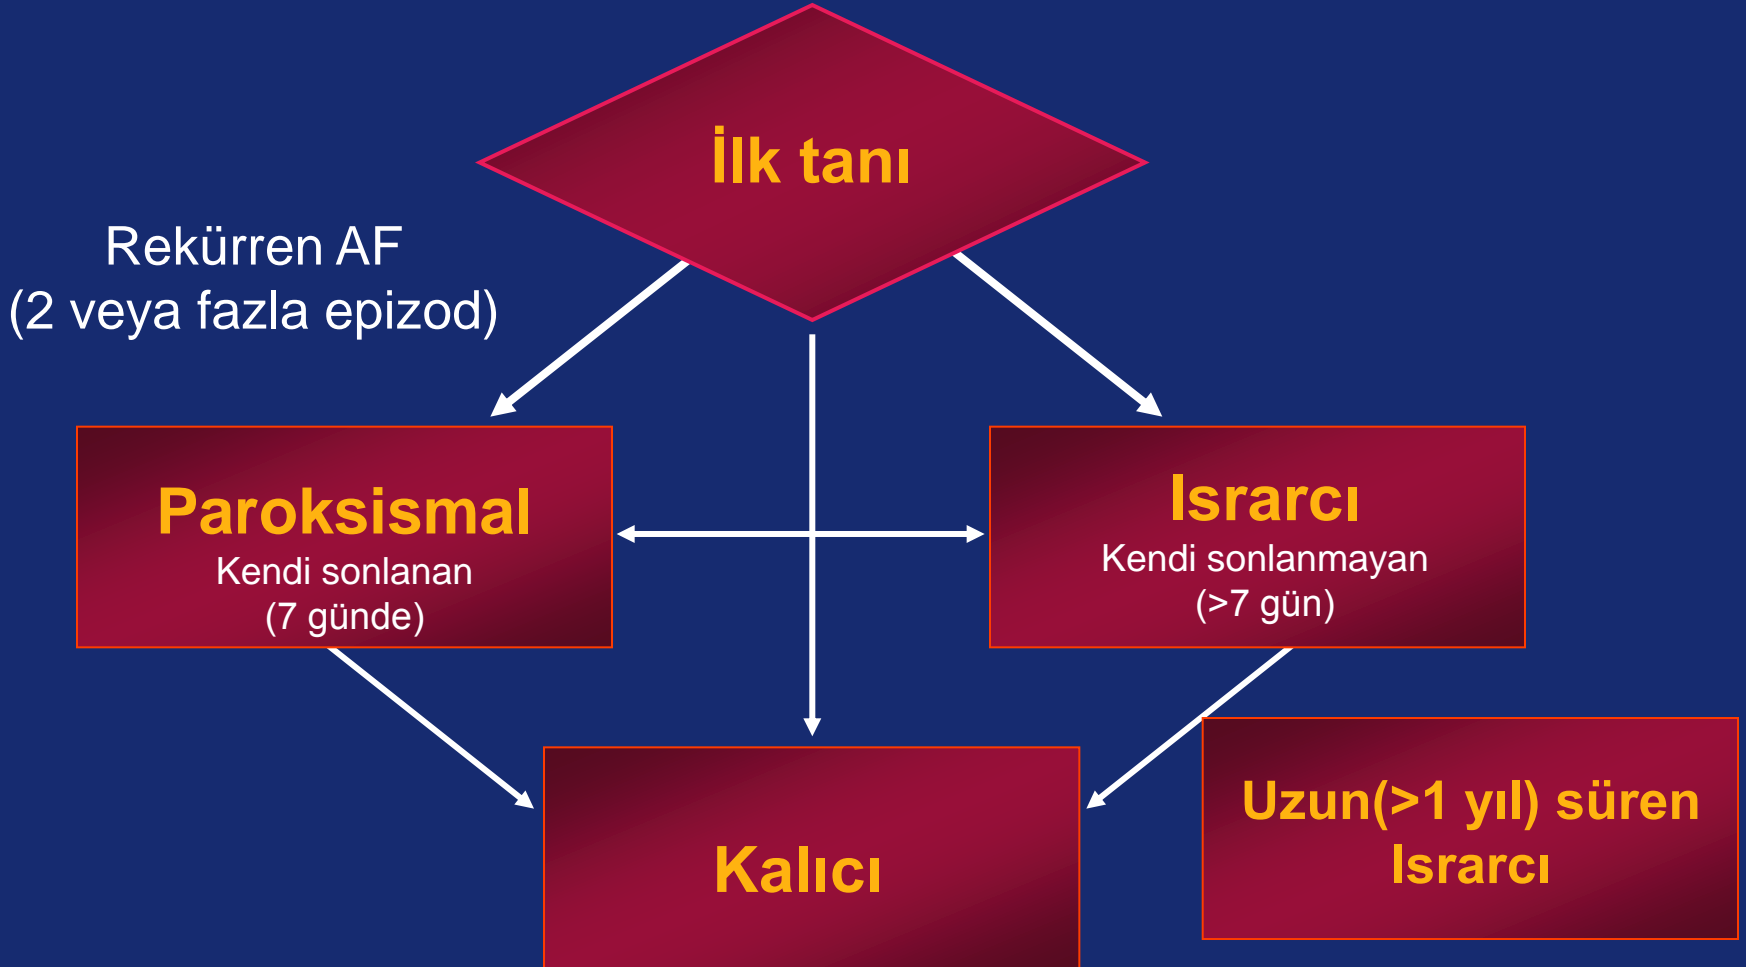 İlk tanı
Rekürren AF
(2 veya fazla epizod)
Paroksismal
Kendi sonlanan
(7 günde)
Israrcı
Kendi sonlanmayan
(>7 gün)
Uzun(>1 yıl) süren
Israrcı
Kalıcı